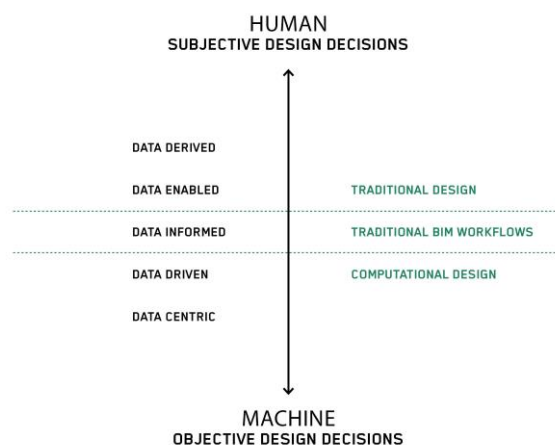 HUMAN
SUBJECTIVE DESIGN DECISIONS
DATA DERIVED
DATA ENABLED
TRADITIONAL DESIGN
DATA INFORMED
TRADITIONAL BIM WORKFLOWS
DATA DRIVEN
COMPUTATIONAL DESIGN
DATA CENTRIC
MACHINE
OBJECTIVE DESIGN DECISIONS